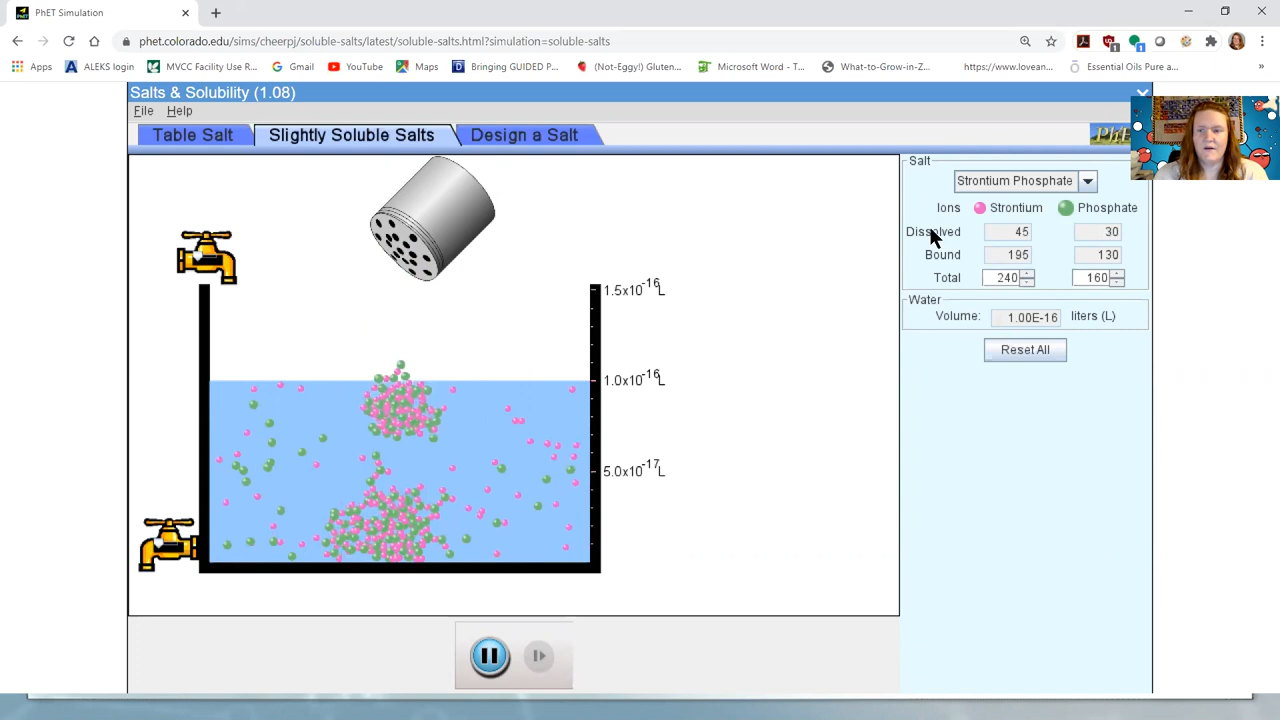 PhET Simulation
phet.colorado.edu/sims/cheerpj/soluble-salts/latest/soluble-salts.html?simulation=soluble-salts
Apps ALEKS login MVCC Facility Use R... Gmail YouTube Maps Bringing GUIDED P... (Not-Eggy!) Gluten... Microsoft Word - T... What-to-Grow-in-Z... https://www.lovean... Essential Oils Pure a...
Salts & Solubility (1.08)
File Help
Table Salt Slightly Soluble Salts Design a Salt
Salt
Strontium Phosphate
Ions Strontium Phosphate
Dissolved 45 30
Bound 195 130
Total 240 160
Water
Volume: 1.00E-16 liters (L)
Reset All
1.5x10-16L
1.0x10-16L
5.0x10-17L